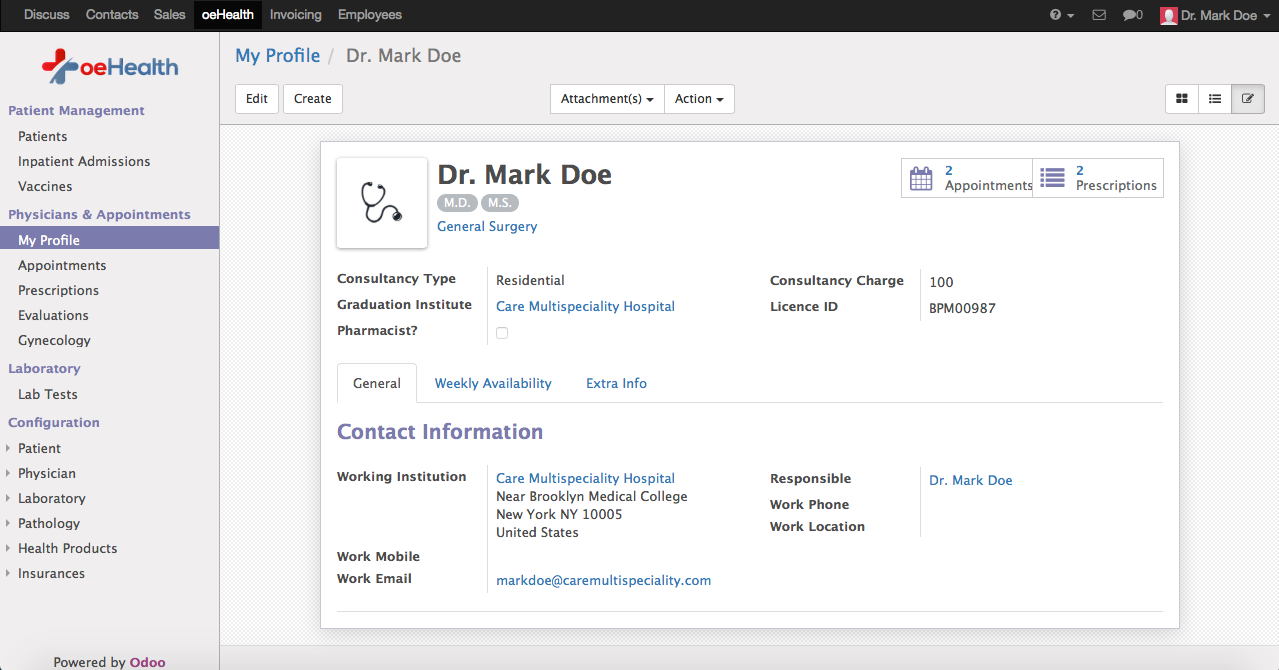 Discuss Contacts Sales oeHealth Invoicing Employees 0 Dr. Mark Doe
oeHealth
Patient Management
Patients
Inpatient Admissions
Vaccines
Physicians & Appointments
My Profile
Appointments
Prescriptions
Evaluations
Gynecology
Laboratory
Lab Tests
Configuration
Patient
Physician
Laboratory
Pathology
Health Products
Insurances
Powered by Odoo
My Profile / Dr. Mark Doe
Edit Create Attachment(s) Action
Dr. Mark Doe
M.D. M.S.
General Surgery
2 Appointments
2 Prescriptions
Consultancy Type Residential
Graduation Institute Care Multispeciality Hospital
Pharmacist?
Consultancy Charge 100
Licence ID BPM00987
General Weekly Availability Extra Info
Contact Information
Working Institution Care Multispeciality Hospital
Near Brooklyn Medical College
New York NY 10005
United States
Work Mobile
Work Email markdoe@caremultispeciality.com
Responsible Dr. Mark Doe
Work Phone
Work Location